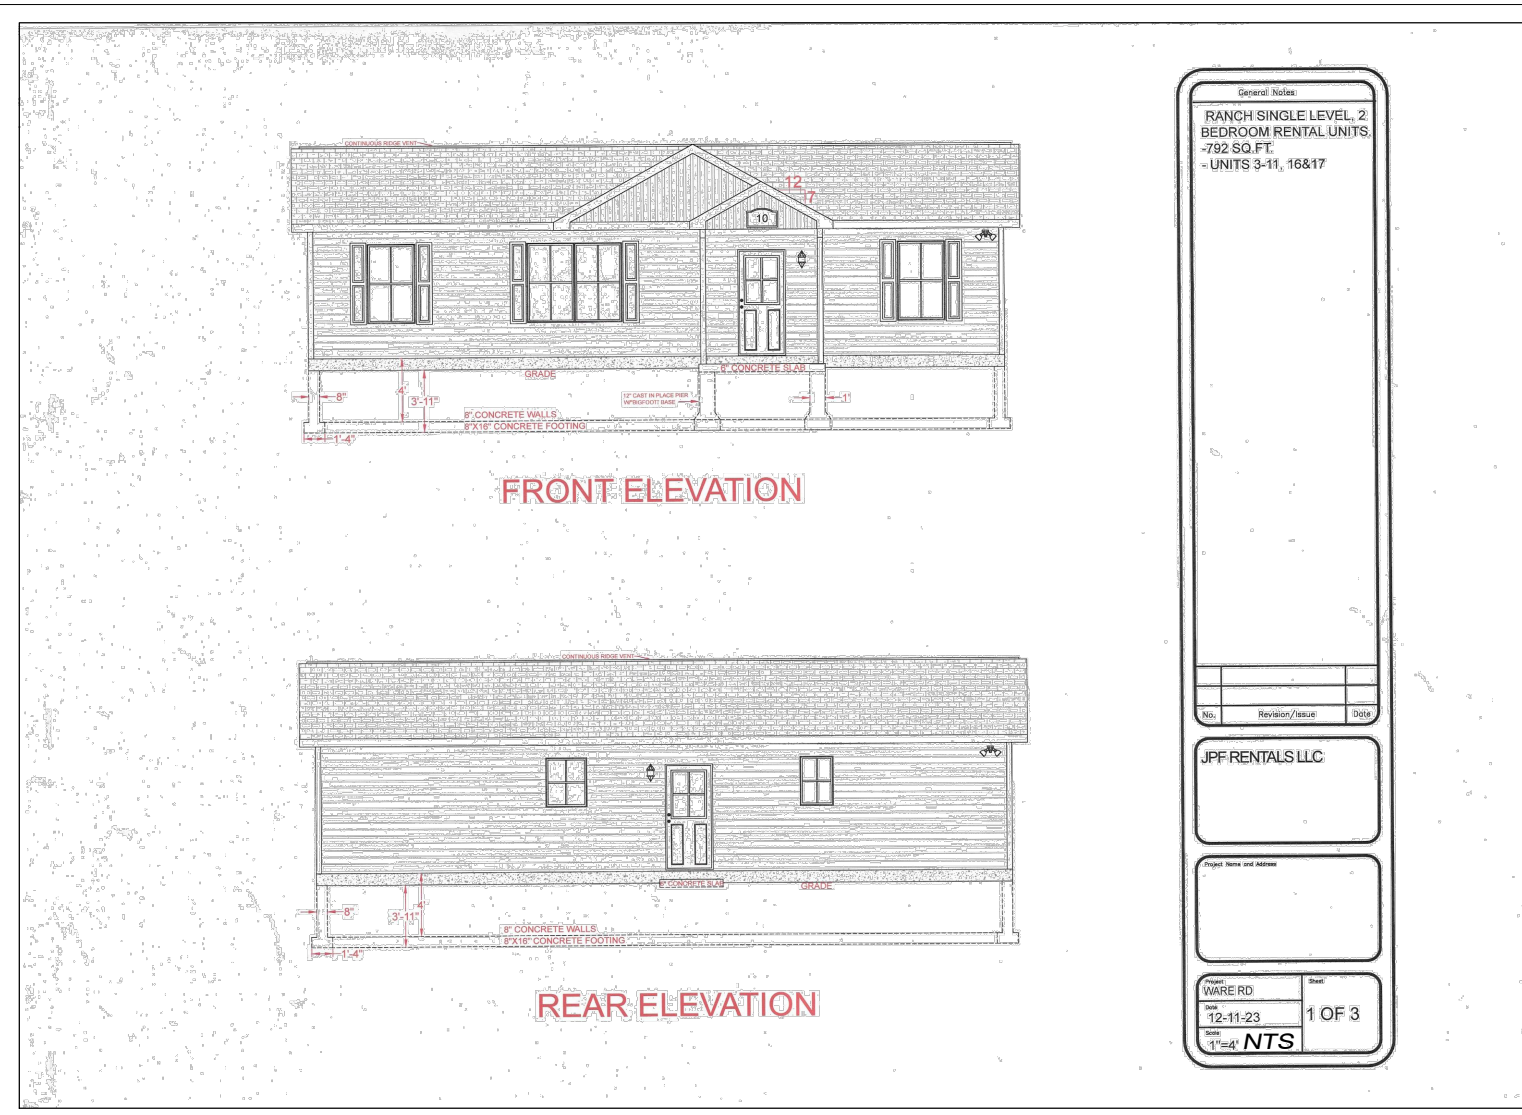 General Notes
RANCH SINGLE LEVEL, 2
BEDROOM RENTAL UNITS.
-792 SQ.FT.
- UNITS 3-11, 16&17
CONTINUOUS RIDGE VENT
12
7
10
GRADE
6" CONCRETE SLAB
8"
4'
3'-11"
12" CAST IN PLACE PIER
W/"BIGFOOT" BASE
1'
8" CONCRETE WALLS
8"X16" CONCRETE FOOTING
1'-4"
FRONT ELEVATION
CONTINUOUS RIDGE VENT
6" CONCRETE SLAB
GRADE
8"
3'-11"
4'
8" CONCRETE WALLS
8"X16" CONCRETE FOOTING
1'-4"
REAR ELEVATION
No.
Revision/Issue
Date
JPF RENTALS LLC
Project Name and Address
Project
WARE RD
Date
12-11-23
Scale
1"=4' NTS
Sheet
1 OF 3